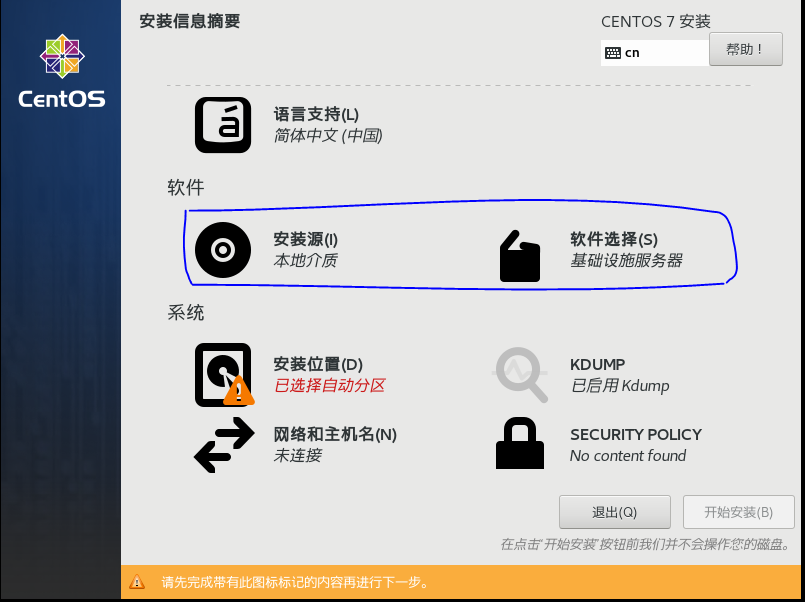 安装信息摘要
CENTOS 7 安装
cn
帮助！
CentOS
语言支持(L)
简体中文 (中国)
软件
安装源(I)
本地介质
软件选择(S)
基础设施服务器
系统
安装位置(D)
已选择自动分区
KDUMP
已启用 Kdump
网络和主机名(N)
未连接
SECURITY POLICY
No content found
退出(Q)
开始安装(B)
在点击“开始安装”按钮前我们并不会操作您的磁盘。
请先完成带有此图标标记的内容再进行下一步。